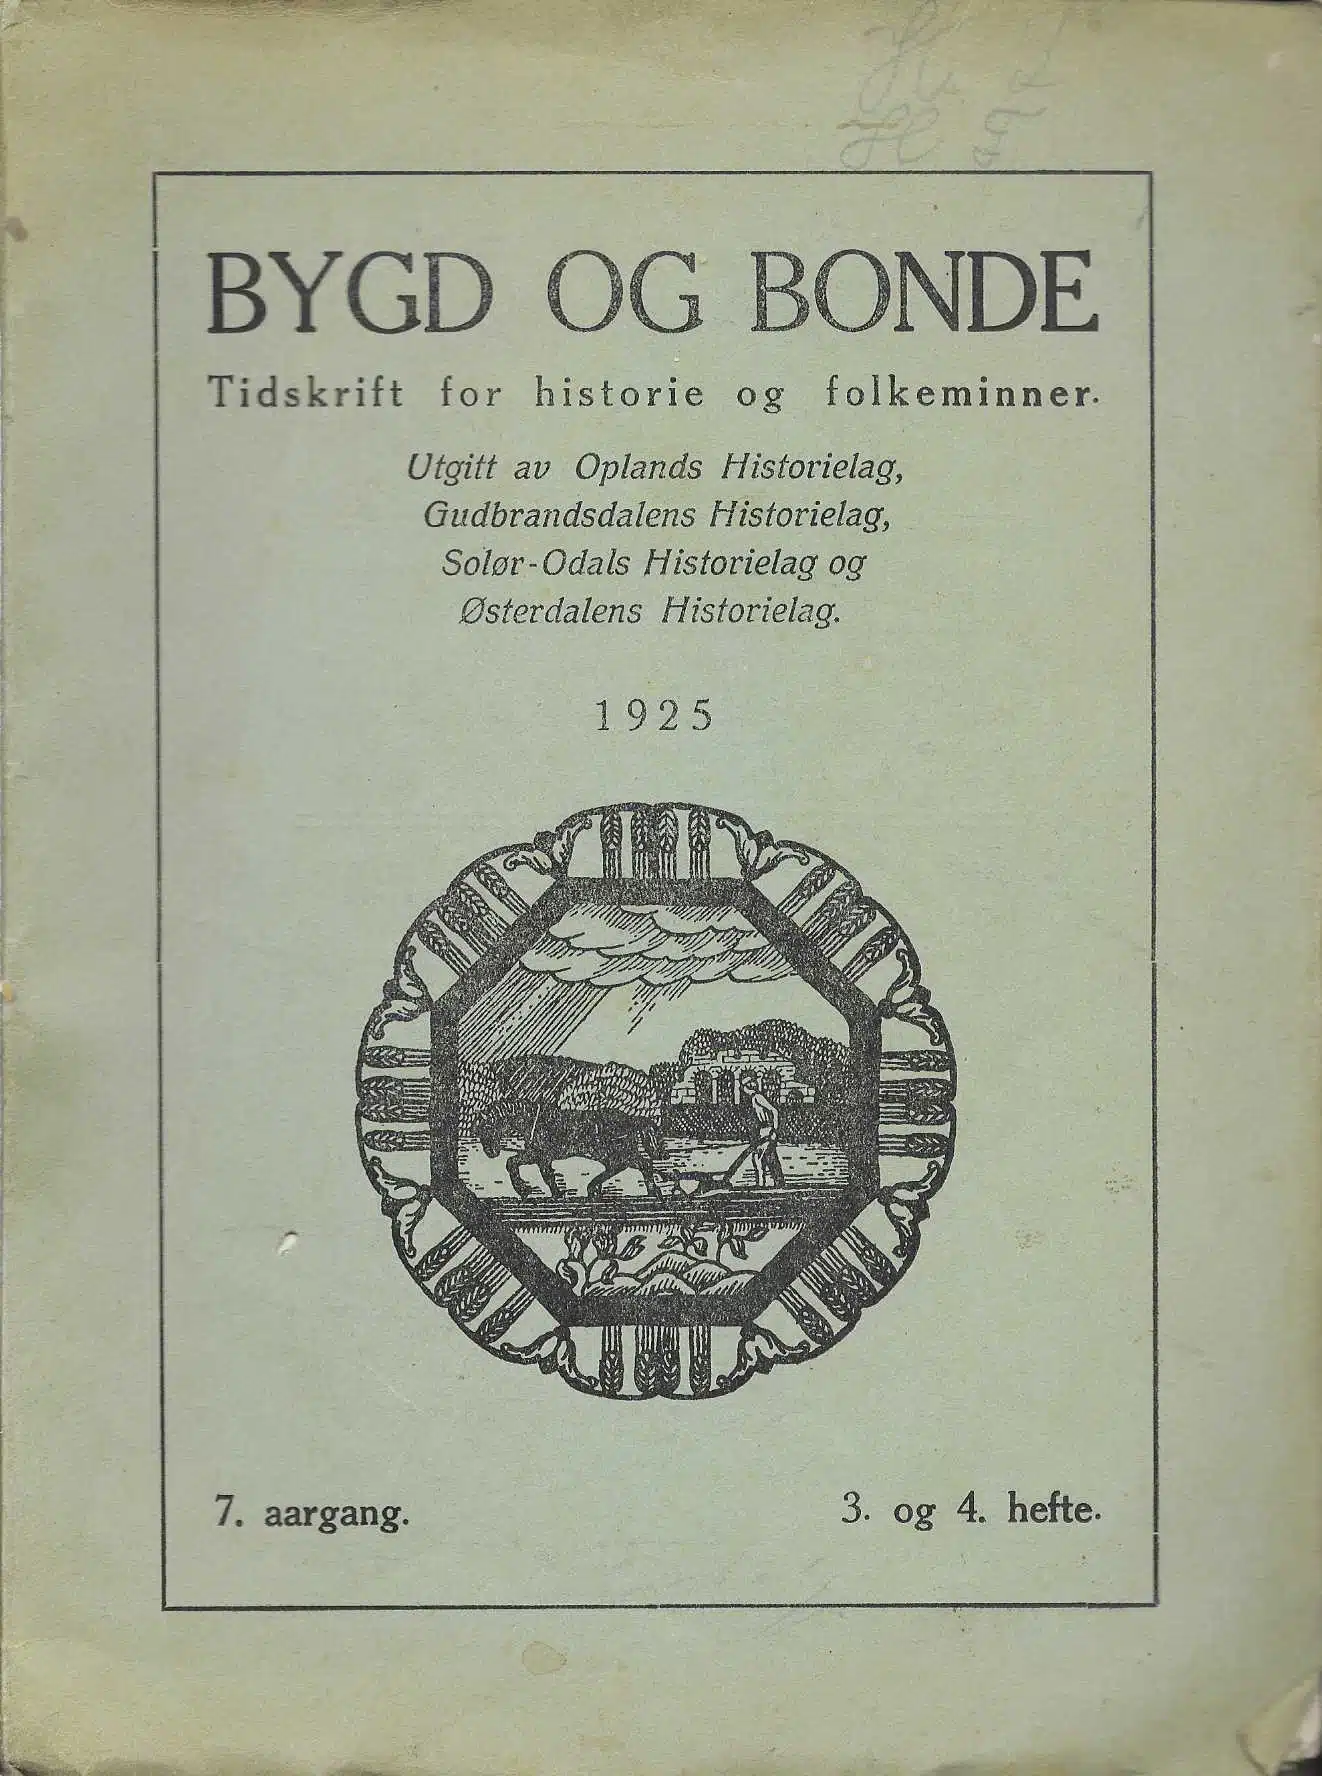 BYGD OG BONDE
Tidskrift for historie og folkeminner.
Utgitt av Oplands Historielag,
Gudbrandsdalens Historielag,
Solør-Odals Historielag og
Østerdalens Historielag.
1925
7. aargang.
3. og 4. hefte.